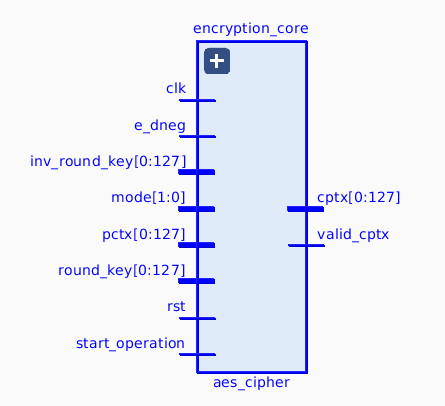 encryption_core
clk
e_dneg
inv_round_key[0:127]
mode[1:0]
cptx[0:127]
pctx[0:127]
valid_cptx
round_key[0:127]
rst
start_operation
aes_cipher